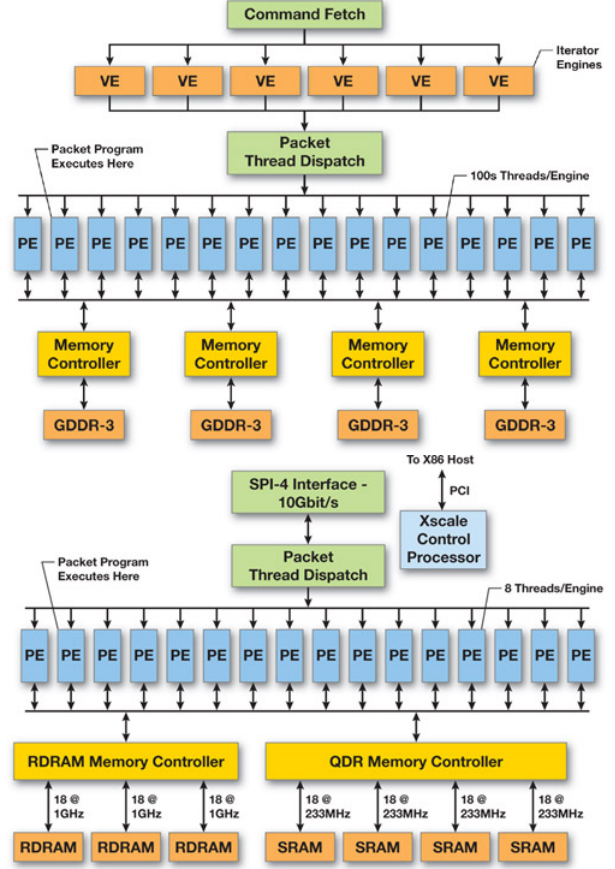 Command Fetch
Iterator
Engines
VE VE VE VE VE VE
Packet Program
Executes Here
Packet
Thread Dispatch
100s Threads/Engine
PE PE PE PE PE PE PE PE PE PE PE PE PE PE PE PE
Memory Controller Memory Controller Memory Controller Memory Controller
GDDR-3 GDDR-3 GDDR-3 GDDR-3
To X86 Host
PCI
SPI-4 Interface -
10Gbit/s
Xscale
Control
Processor
Packet Program
Executes Here
Packet
Thread Dispatch
8 Threads/Engine
PE PE PE PE PE PE PE PE PE PE PE PE PE PE PE PE
RDRAM Memory Controller QDR Memory Controller
18 @ 1GHz 18 @ 1GHz 18 @ 1GHz 18 @ 233MHz 18 @ 233MHz 18 @ 233MHz 18 @ 233MHz
RDRAM RDRAM RDRAM SRAM SRAM SRAM SRAM